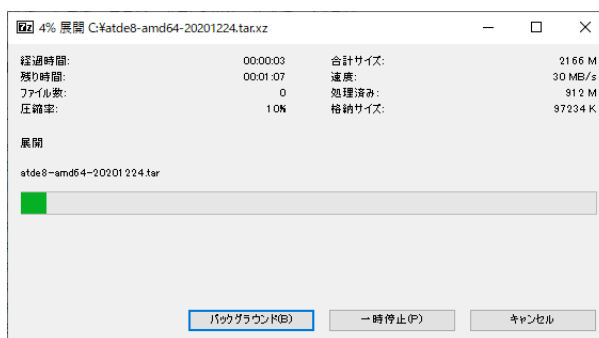 7z 4% 展開 C:¥atde8-amd64-20201224.tar.xz
経過時間: 00:00:03 合計サイズ: 2166 M
残り時間: 00:01:07 速度: 30 MB/s
ファイル数: 0 処理済み: 912 M
圧縮率: 10% 格納サイズ: 97234 K
展開
atde8-amd64-20201224.tar
バックグラウンド(B) 一時停止(P) キャンセル